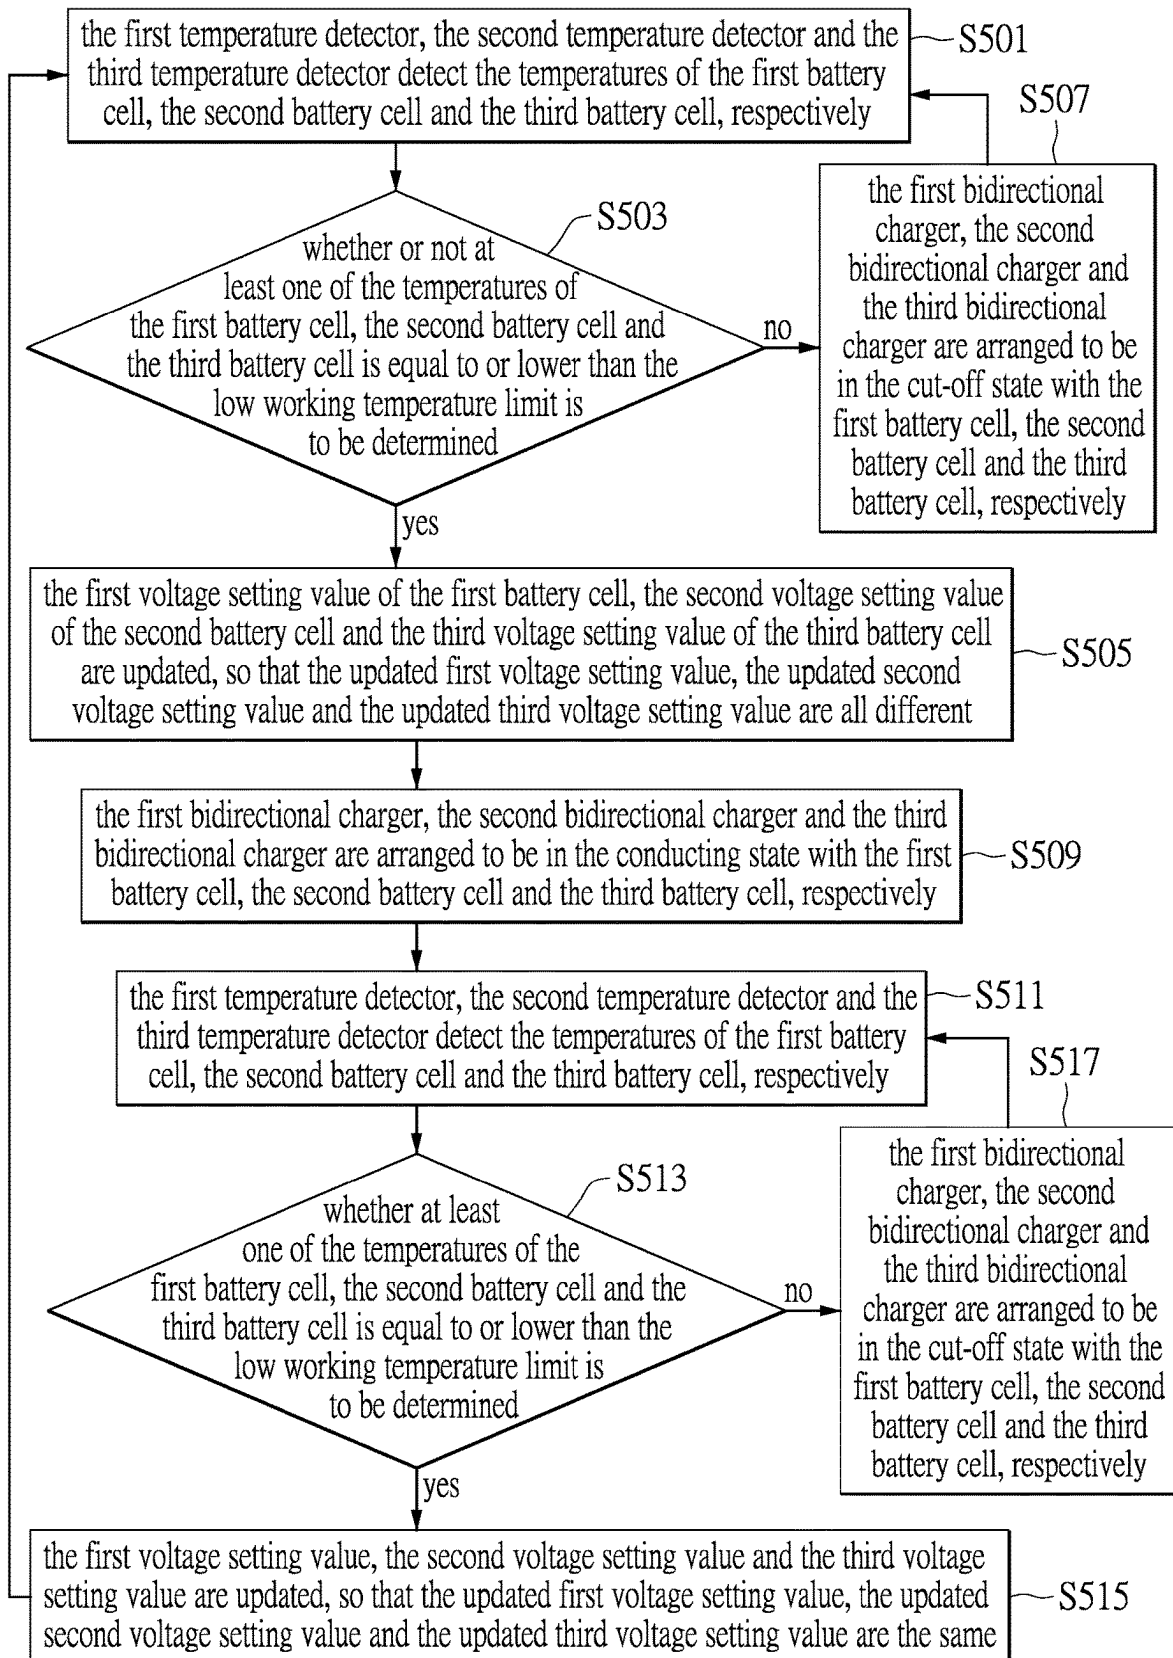 the first temperature detector, the second temperature detector and the
third temperature detector detect the temperatures of the first battery
cell, the second battery cell and the third battery cell, respectively
S501
S507
the first bidirectional
charger, the second
bidirectional charger and
the third bidirectional
charger are arranged to be
in the cut-off state with the
first battery cell, the second
battery cell and the third
battery cell, respectively
S503
whether or not at
least one of the temperatures of
the first battery cell, the second battery cell and
the third battery cell is equal to or lower than the
low working temperature limit is
to be determined
no
yes
the first voltage setting value of the first battery cell, the second voltage setting value
of the second battery cell and the third voltage setting value of the third battery cell
are updated, so that the updated first voltage setting value, the updated second
voltage setting value and the updated third voltage setting value are all different
S505
the first bidirectional charger, the second bidirectional charger and the third
bidirectional charger are arranged to be in the conducting state with the first
battery cell, the second battery cell and the third battery cell, respectively
S509
the first temperature detector, the second temperature detector and the
third temperature detector detect the temperatures of the first battery
cell, the second battery cell and the third battery cell, respectively
S511
S517
the first bidirectional
charger, the second
bidirectional charger and
the third bidirectional
charger are arranged to be
in the cut-off state with the
first battery cell, the second
battery cell and the third
battery cell, respectively
S513
whether at least
one of the temperatures of the
first battery cell, the second battery cell and the
third battery cell is equal to or lower than the
low working temperature limit is
to be determined
no
yes
the first voltage setting value, the second voltage setting value and the third voltage
setting value are updated, so that the updated first voltage setting value, the updated
second voltage setting value and the updated third voltage setting value are the same
S515